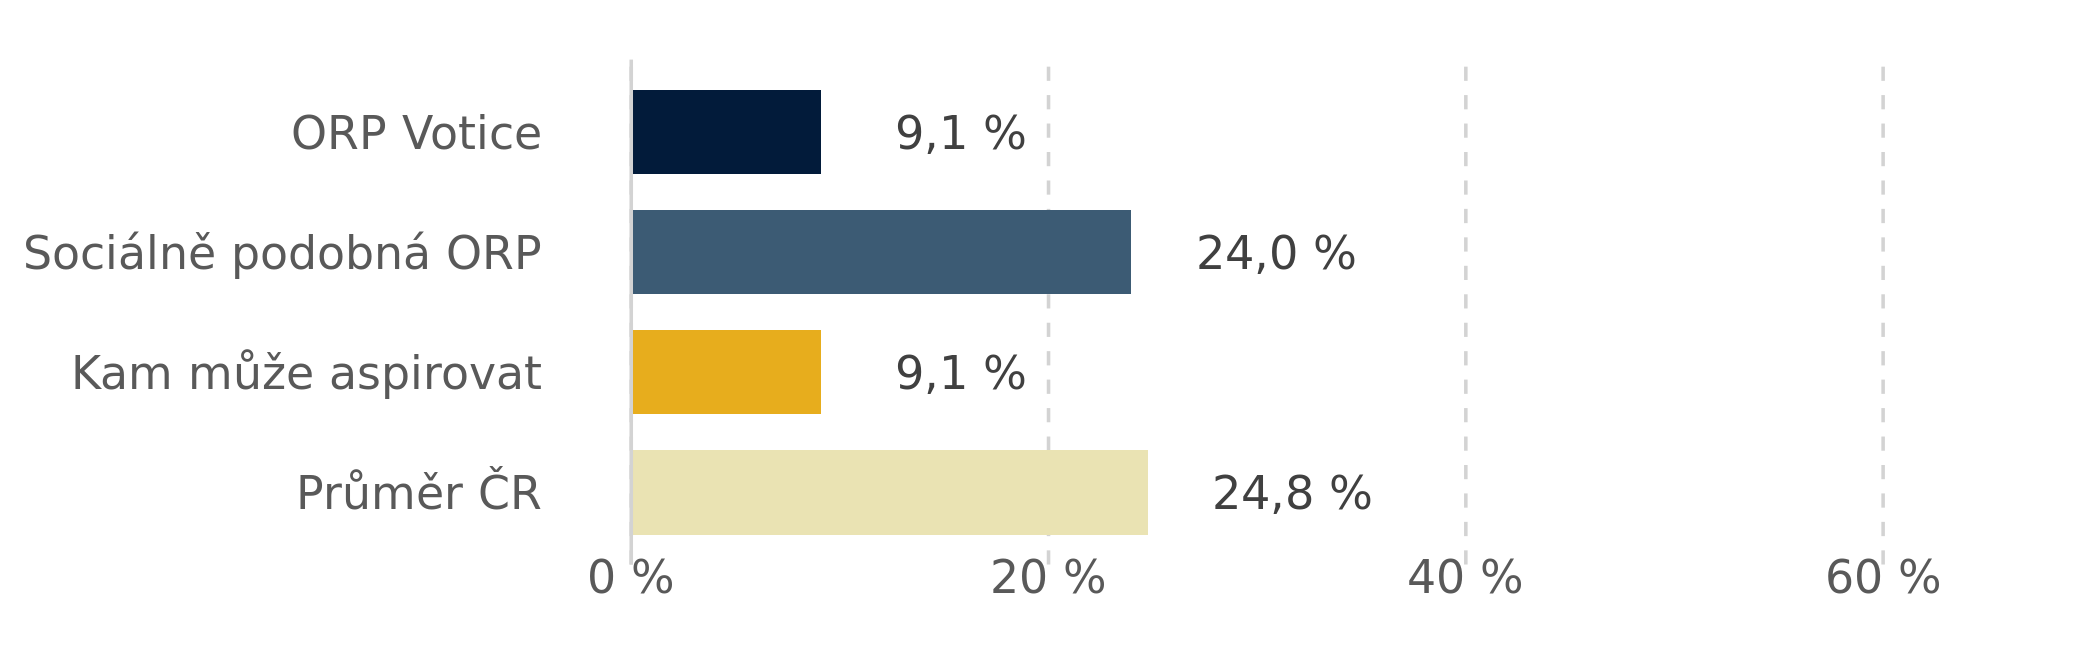 ORP Votice 9,1 %
Sociálně podobná ORP 24,0 %
Kam může aspirovat 9,1 %
Průměr ČR 24,8 %
0 % 20 % 40 % 60 %